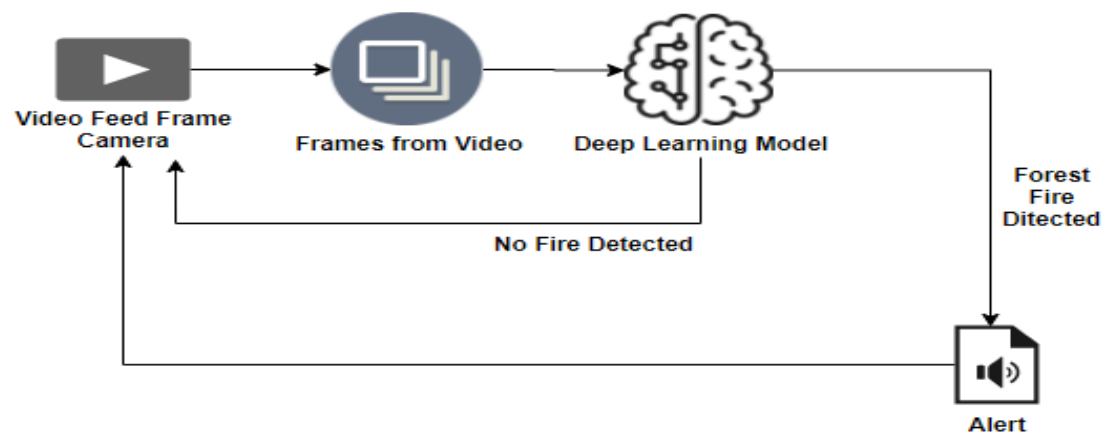 Video Feed Frame
Camera
Frames from Video
Deep Learning Model
Forest
Fire
Ditected
No Fire Detected
Alert